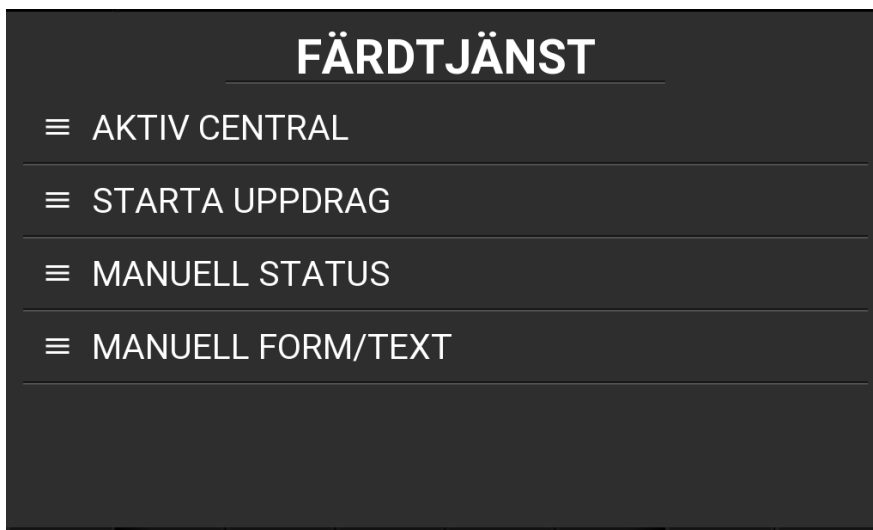 FÄRDTJÄNST
AKTIV CENTRAL
STARTA UPPDRAG
MANUELL STATUS
MANUELL FORM/TEXT